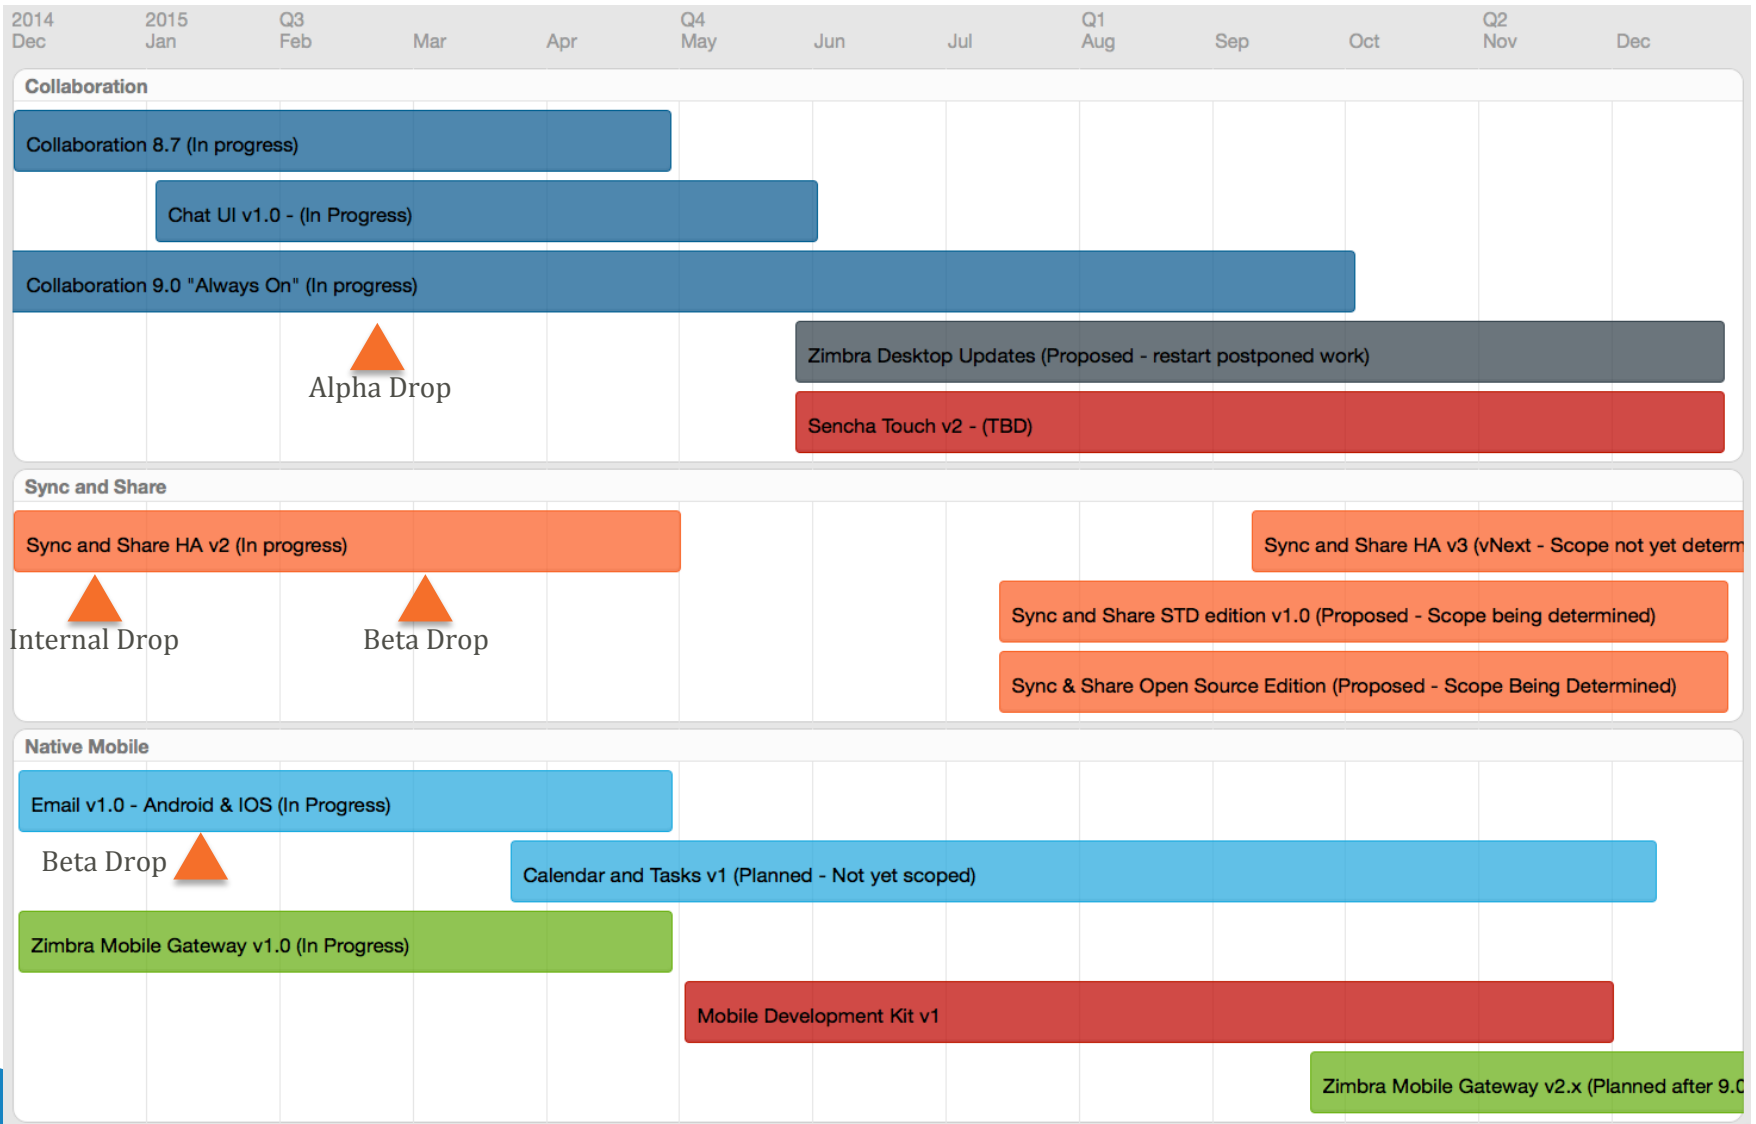 2014 2015 Q3 Q4 Q1 Q2
Dec Jan Feb Mar Apr May Jun Jul Aug Sep Oct Nov Dec
Collaboration
Collaboration 8.7 (In progress)
Chat UI v1.0 - (In Progress)
Collaboration 9.0 "Always On" (In progress)
Alpha Drop
Zimbra Desktop Updates (Proposed - restart postponed work)
Sencha Touch v2 - (TBD)
Sync and Share
Sync and Share HA v2 (In progress)
Sync and Share HA v3 (vNext - Scope not yet determ
Internal Drop
Beta Drop
Sync and Share STD edition v1.0 (Proposed - Scope being determined)
Sync & Share Open Source Edition (Proposed - Scope Being Determined)
Native Mobile
Email v1.0 - Android & IOS (In Progress)
Beta Drop
Calendar and Tasks v1 (Planned - Not yet scoped)
Zimbra Mobile Gateway v1.0 (In Progress)
Mobile Development Kit v1
Zimbra Mobile Gateway v2.x (Planned after 9.0